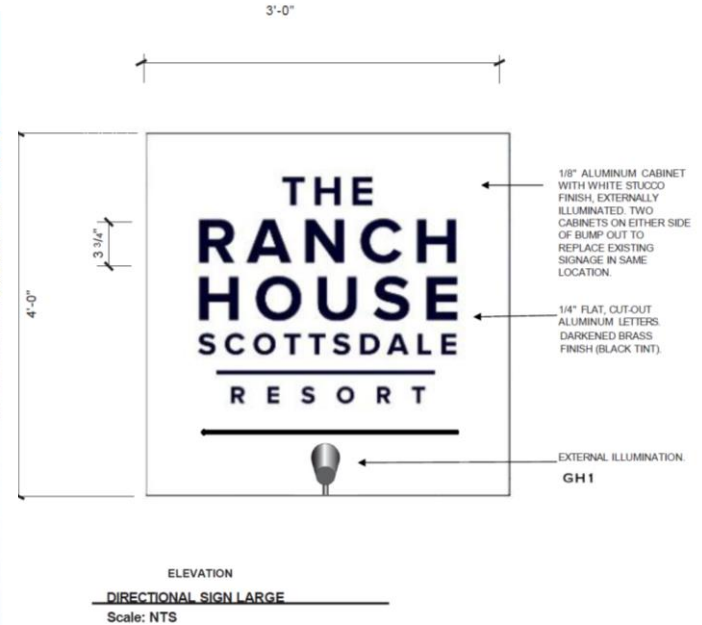 3'-0"
1/8" ALUMINUM CABINET
WITH WHITE STUCCO
FINISH, EXTERNALLY
ILLUMINATED. TWO
CABINETS ON EITHER SIDE
OF BUMP OUT TO
REPLACE EXISTING
SIGNAGE IN SAME
LOCATION.
THE
RANCH
HOUSE
SCOTTSDALE
RESORT
3 3/4"
4'-0"
1/4" FLAT, CUT-OUT
ALUMINUM LETTERS.
DARKENED BRASS
FINISH (BLACK TINT).
EXTERNAL ILLUMINATION.
GH1
ELEVATION
DIRECTIONAL SIGN LARGE
Scale: NTS